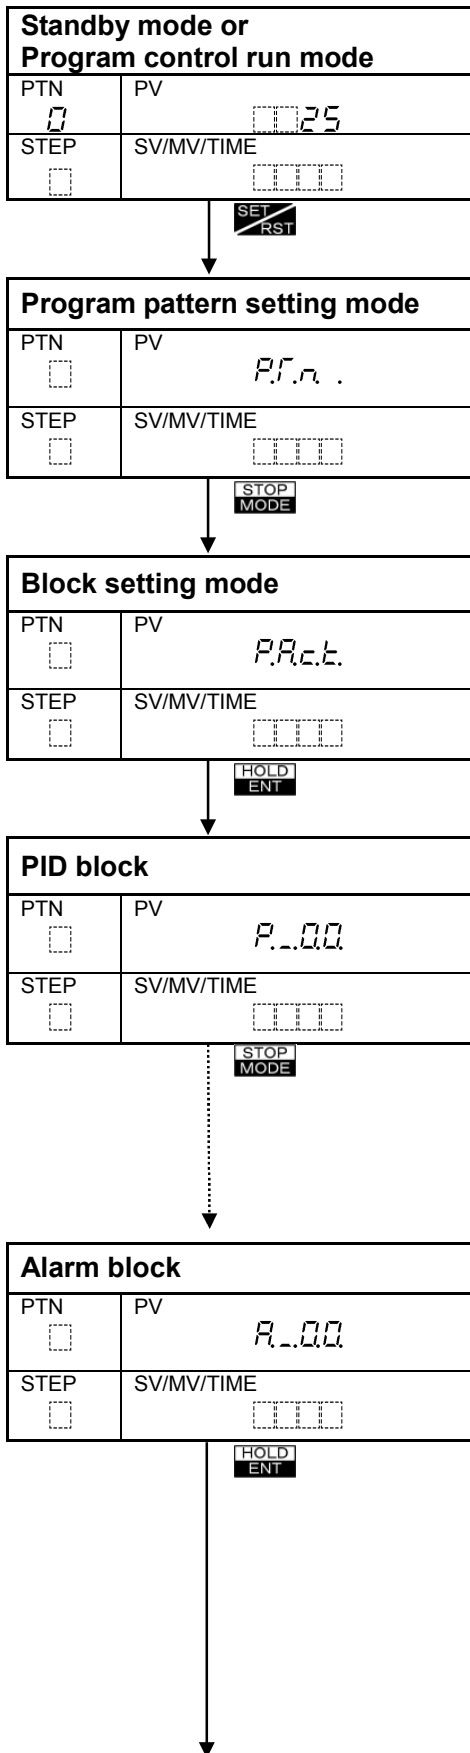 Standby mode or
Program control run mode
PTN PV
0 25
STEP SV/MV/TIME
SET
RST
Program pattern setting mode
PTN PV
P.T.n. .
STEP SV/MV/TIME
STOP
MODE
Block setting mode
PTN PV
P.A.c.t.
STEP SV/MV/TIME
HOLD
ENT
PID block
PTN PV
P._.0.0.
STEP SV/MV/TIME
STOP
MODE
Alarm block
PTN PV
A._.0.0.
STEP SV/MV/TIME
HOLD
ENT